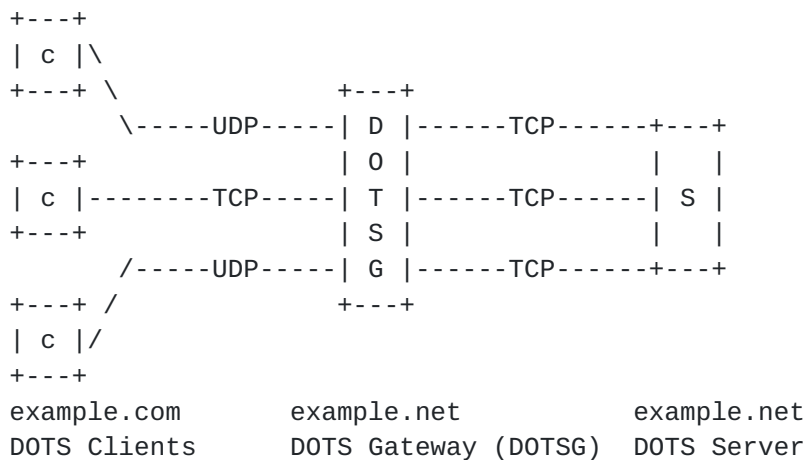 +---+
| c |\
+---+ \                +---+
       \-----UDP-----| D |------TCP------+---+
+---+                | O |               |   |
| c |--------TCP-----| T |------TCP------| S |
+---+                | S |               |   |
       /-----UDP-----| G |------TCP------+---+
+---+ /                +---+
| c |/
+---+
example.com       example.net           example.net
DOTS Clients      DOTS Gateway (DOTSG)  DOTS Server